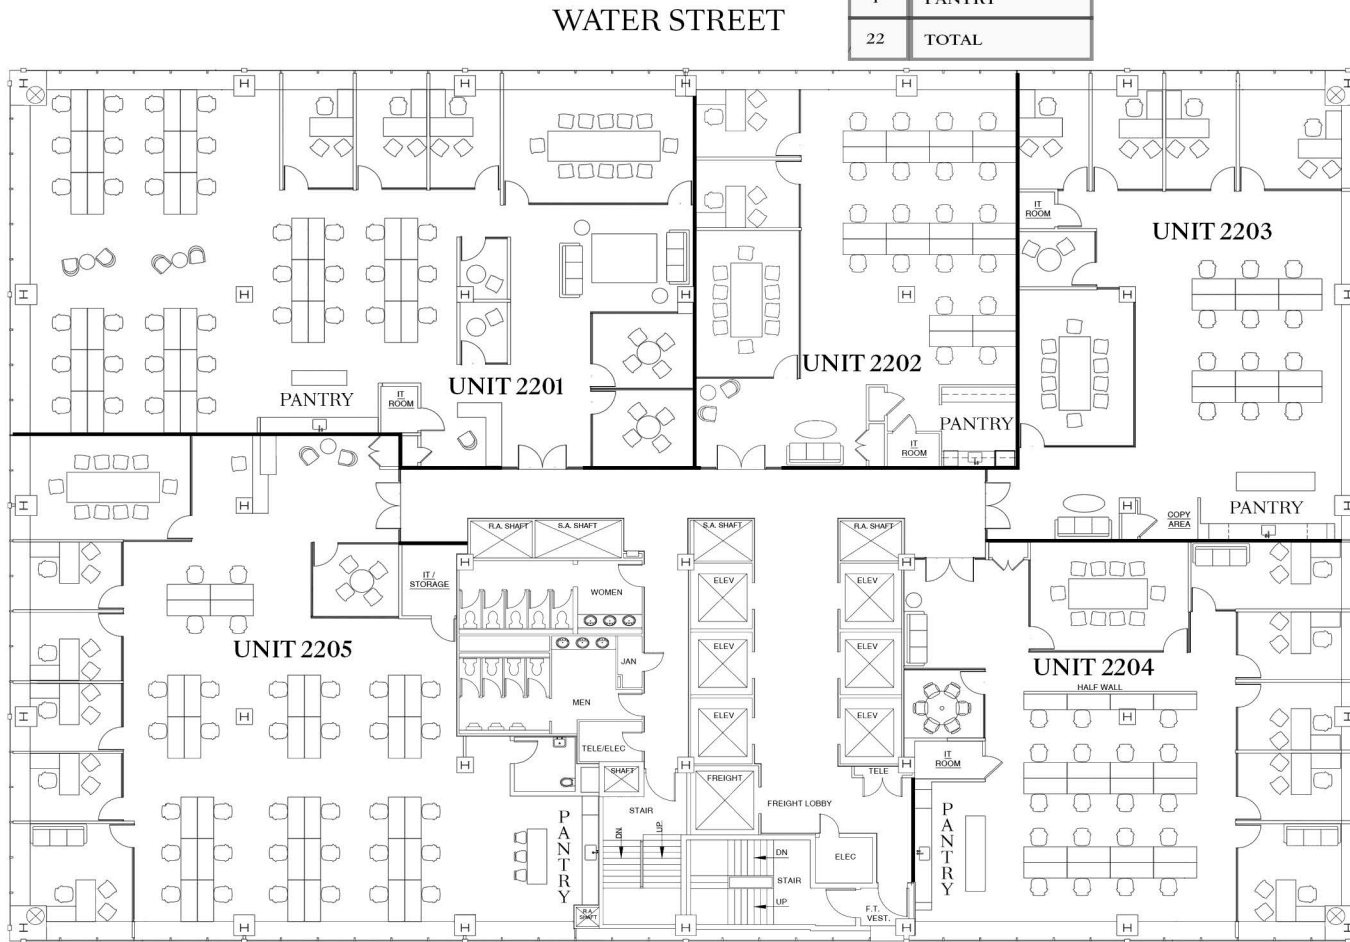 WATER STREET
1 PANTRY
22 TOTAL
IT
ROOM
UNIT 2203
UNIT 2202
UNIT 2201
PANTRY
IT
ROOM
PANTRY
IT
ROOM
COPY
AREA
PANTRY
R.A. SHAFT
S.A. SHAFT
S.A. SHAFT
R.A. SHAFT
IT /
STORAGE
WOMEN
ELEV
ELEV
UNIT 2205
JAN
ELEV
ELEV
UNIT 2204
HALF WALL
MEN
ELEV
ELEV
TELE/ELEC
IT
ROOM
SHAFT
FREIGHT
TELE
STAIR
FREIGHT LOBBY
PANTRY
DN.
UP.
PANTRY
DN
ELEC
STAIR
UP
R.A.
SHAFT
F.T.
VEST.